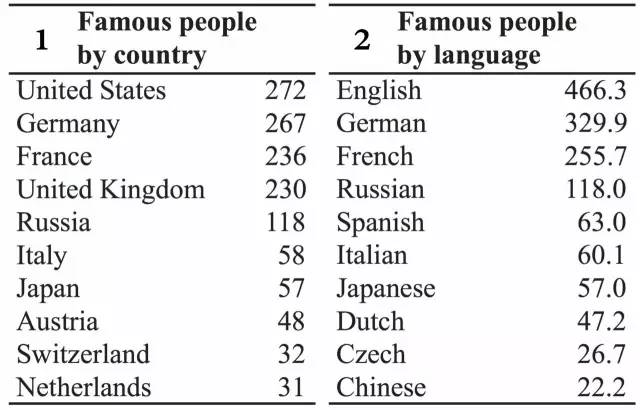 1 Famous people by country
United States 272
Germany 267
France 236
United Kingdom 230
Russia 118
Italy 58
Japan 57
Austria 48
Switzerland 32
Netherlands 31
2 Famous people by language
English 466.3
German 329.9
French 255.7
Russian 118.0
Spanish 63.0
Italian 60.1
Japanese 57.0
Dutch 47.2
Czech 26.7
Chinese 22.2